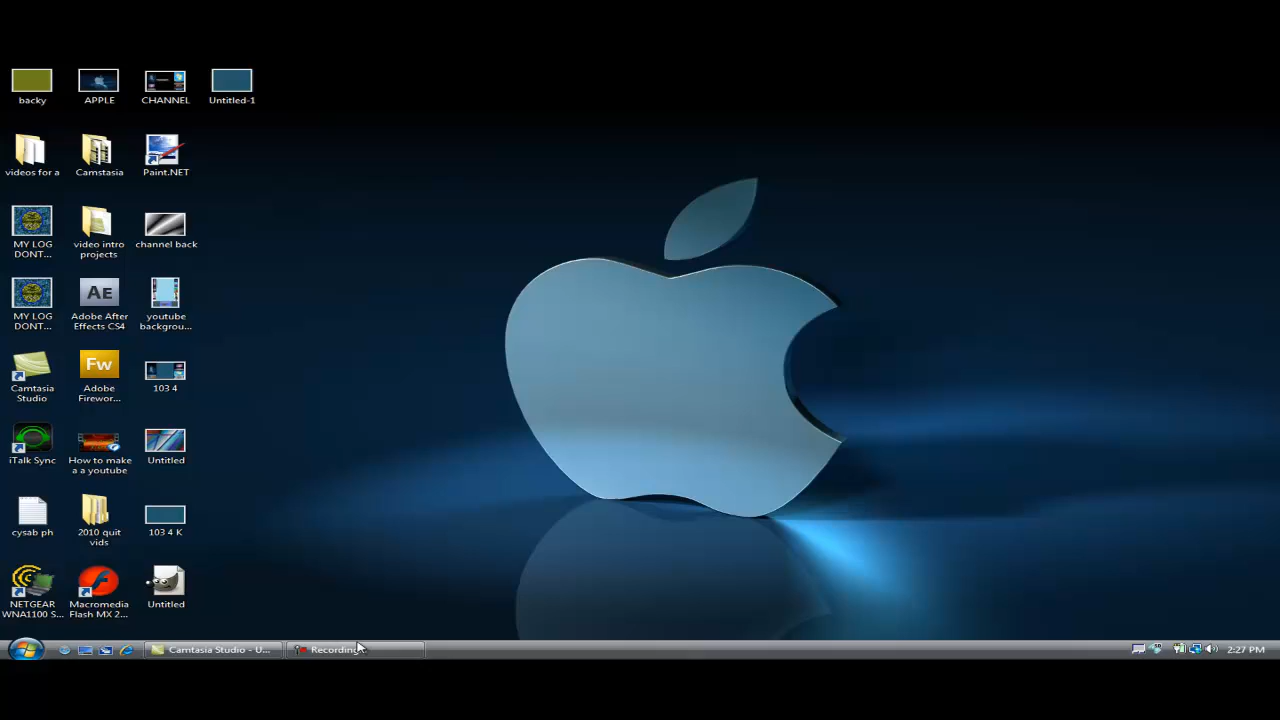 backy
APPLE
CHANNEL
Untitled-1
videos for a
Camstasia
Paint.NET
MY LOG
DONT...
video intro
projects
channel back
MY LOG
DONT...
AE
Adobe After
Effects CS4
youtube
backgrou...
Camtasia
Studio
Fw
Adobe
Firewor...
103 4
iTalk Sync
How to make
a a youtube
Untitled
cysab ph
2010 quit
vids
103 4 K
NETGEAR
WNA1100 S...
Macromedia
Flash MX 2...
Untitled
Camtasia Studio - U...
Recording
2:27 PM